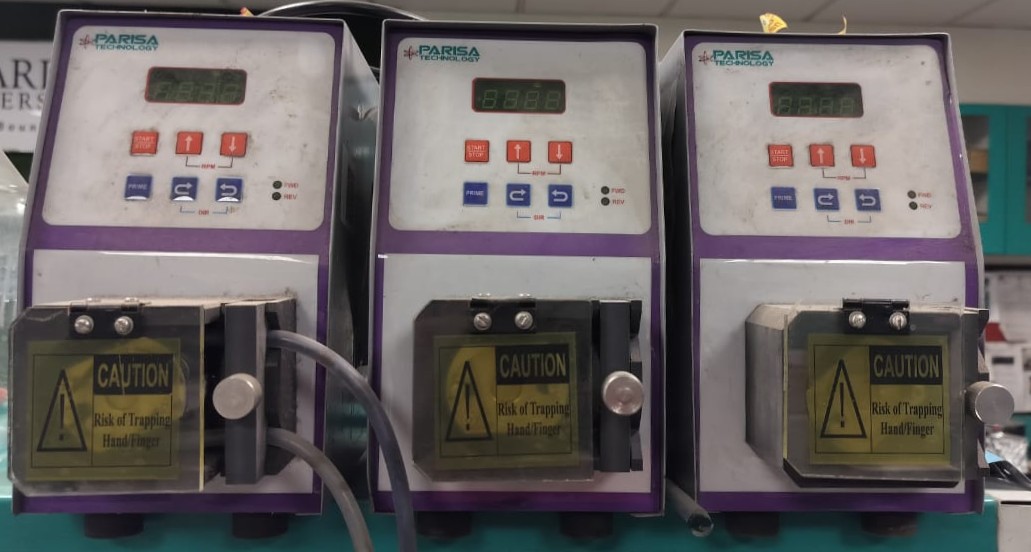 PARISA
TECHNOLOGY
START
STOP
RPM
PRIME
DIR
FWD
REV
CAUTION
Risk of Trapping
Hand/Finger
PARISA
TECHNOLOGY
START
STOP
RPM
PRIME
DIR
FWD
REV
CAUTION
Risk of Trapping
Hand/Finger
PARISA
TECHNOLOGY
START
STOP
RPM
PRIME
DIR
FWD
REV
CAUTION
Risk of Trapping
Hand/Finger